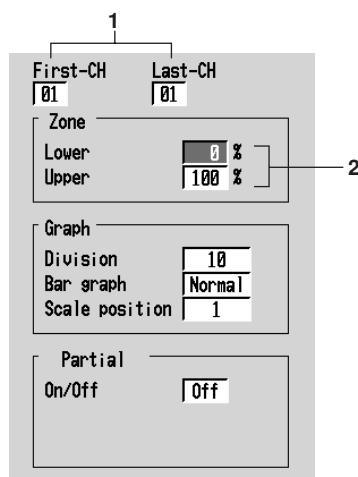 1
First-CH Last-CH
01 01
Zone
Lower 0 %
Upper 100 %
2
Graph
Division 10
Bar graph Normal
Scale position 1
Partial
On/Off Off